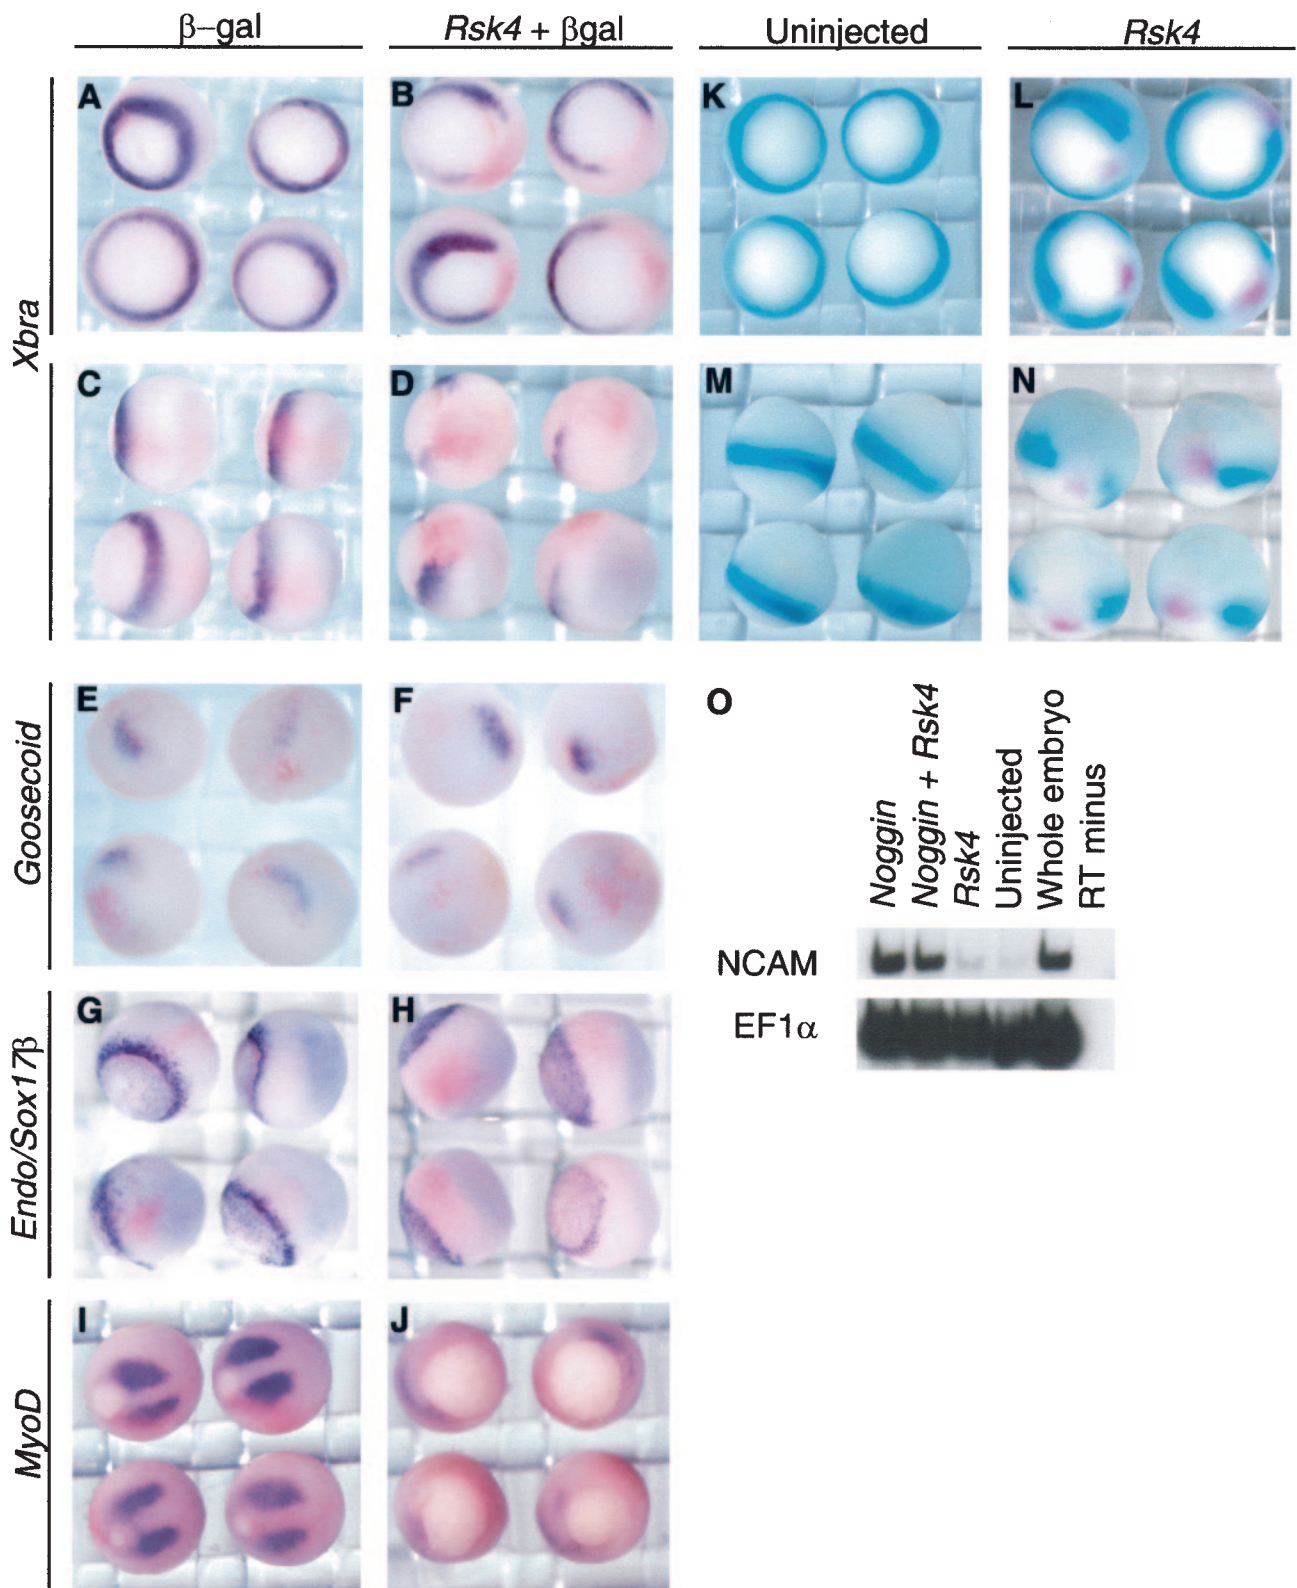 β–gal
Rsk4 + βgal
Uninjected
Rsk4
Xbra
A
B
K
L
C
D
M
N
Goosecoid
E
F
O
Noggin
Noggin + Rsk4
Rsk4
Uninjected
Whole embryo
RT minus
NCAM
EF1α
Endo/Sox17β
G
H
MyoD
I
J